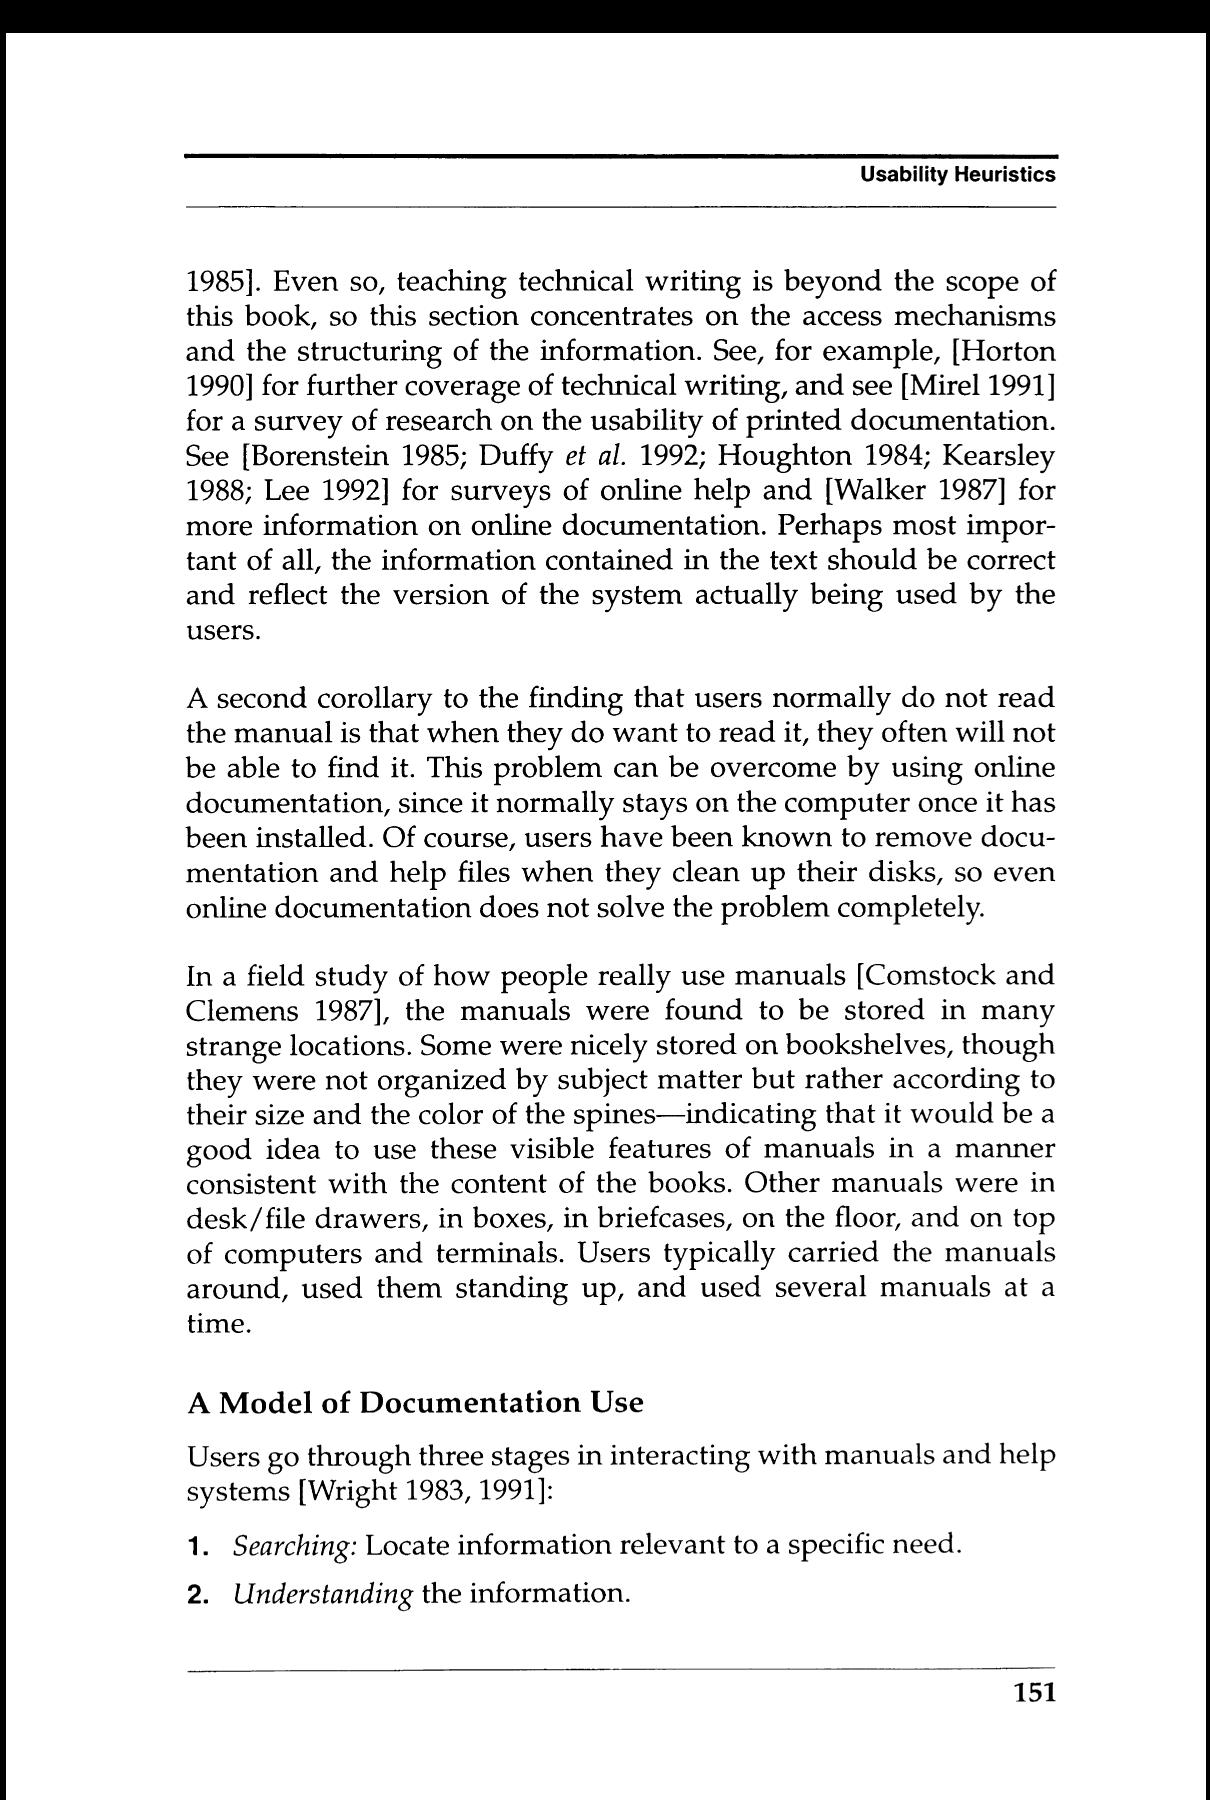 Usability Heuristics
1985]. Even so, teaching technical writing is beyond the scope of
this book, so this section concentrates on the access mechanisms
and the structuring of the information. See, for example, [Horton
1990] for further coverage of technical writing, and see [Mirel 1991]
for a survey of research on the usability of printed documentation.
See [Borenstein 1985; Duffy et al. 1992; Houghton 1984; Kearsley
1988; Lee 1992] for surveys of online help and [Walker 1987] for
more information on online documentation. Perhaps most impor-
tant of all, the information contained in the text should be correct
and reflect the version of the system actually being used by the
users.
A second corollary to the finding that users normally do not read
the manual is that when they do want to read it, they often will not
be able to find it. This problem can be overcome by using online
documentation, since it normally stays on the computer once it has
been installed. Of course, users have been known to remove docu-
mentation and help files when they clean up their disks, so even
online documentation does not solve the problem completely.
In a field study of how people really use manuals [Comstock and
Clemens 1987], the manuals were found to be stored in many
strange locations. Some were nicely stored on bookshelves, though
they were not organized by subject matter but rather according to
their size and the color of the spines—indicating that it would be a
good idea to use these visible features of manuals in a manner
consistent with the content of the books. Other manuals were in
desk/file drawers, in boxes, in briefcases, on the floor, and on top
of computers and terminals. Users typically carried the manuals
around, used them standing up, and used several manuals at a
time.
A Model of Documentation Use
Users go through three stages in interacting with manuals and help
systems [Wright 1983, 1991]:
1. Searching: Locate information relevant to a specific need.
2. Understanding the information.
151